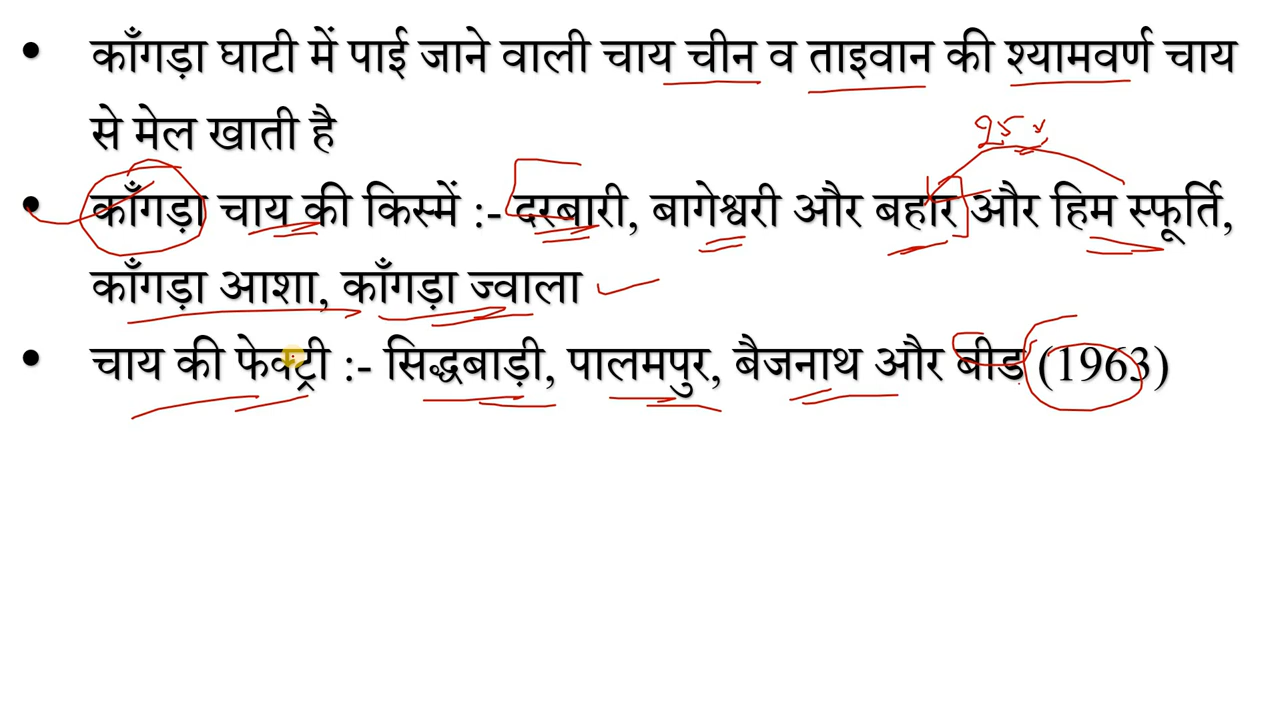 • काँगड़ा घाटी में पाई जाने वाली चाय चीन व ताइवान की श्यामवर्ण चाय
से मेल खाती है
• काँगड़ा चाय की किस्में :- दरबारी, बागेश्वरी और बहार और हिम स्फूर्ति,
काँगड़ा आशा, काँगड़ा ज्वाला
• चाय की फेक्ट्री :- सिद्धबाड़ी, पालमपुर, बैजनाथ और बीड (1963)